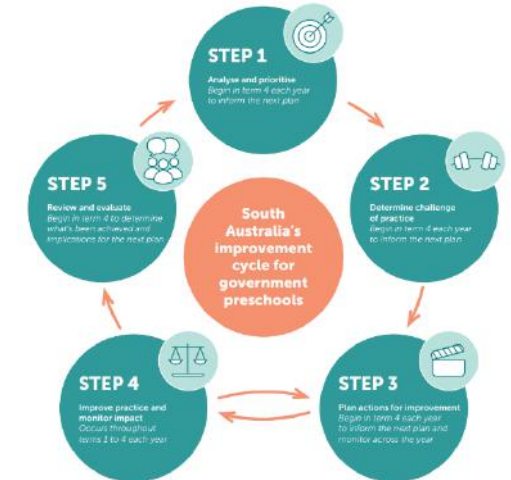 STEP 1
Analyse and prioritise
Begin in term 4 each year
to inform the next plan
STEP 2
Determine challenge
of practice
Begin in term 4 each year
to inform the next plan
STEP 3
Plan actions for improvement
Begin in term 4 each year
to inform the next plan and
monitor across the year
STEP 4
Improve practice and
monitor impact
Occurs throughout
terms 1 to 4 each year
STEP 5
Review and evaluate
Begin in term 4 to determine
what's been achieved and
implications for the next plan
South
Australia's
improvement
cycle for
government
preschools